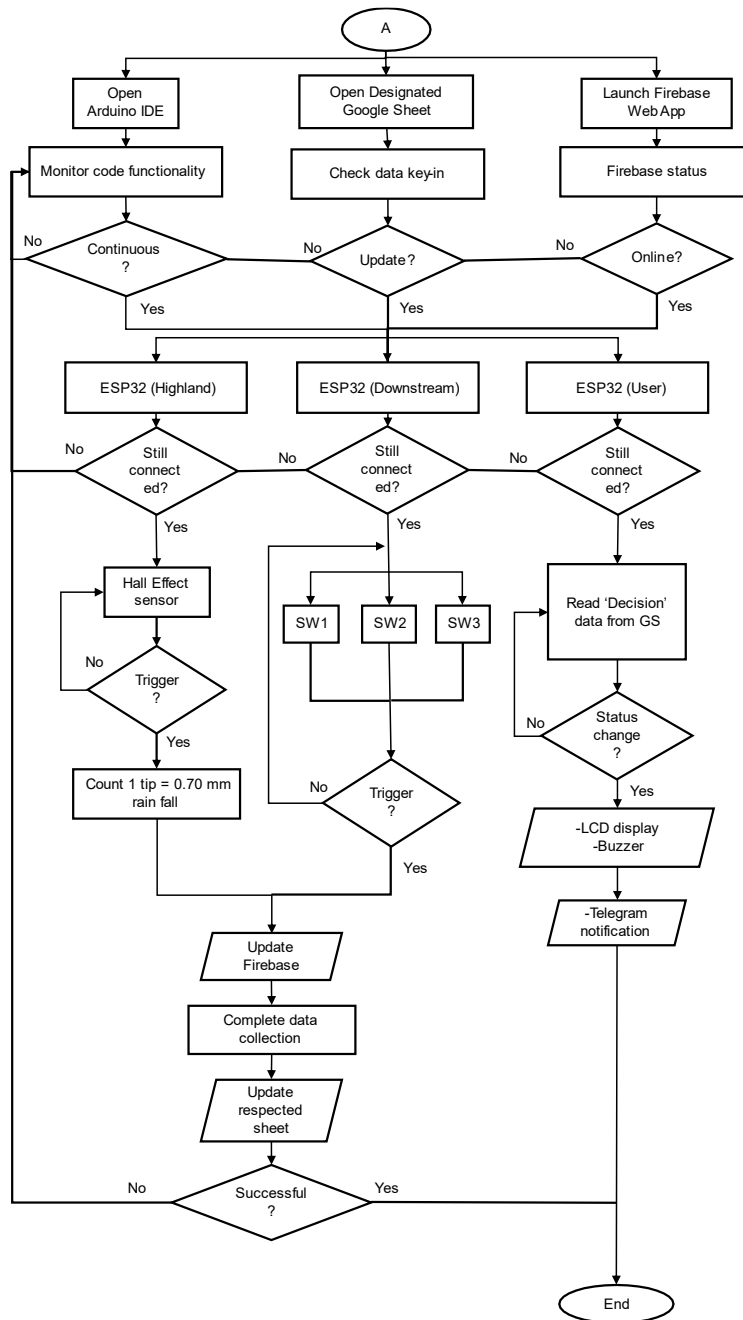 A
Open
Arduino IDE
Open Designated
Google Sheet
Launch Firebase
Web App
Monitor code functionality
Check data key-in
Firebase status
No
Continuous
?
No
Update?
No
Online?
Yes
Yes
Yes
ESP32 (Highland)
ESP32 (Downstream)
ESP32 (User)
No
Still
connect
ed?
No
Still
connect
ed?
No
Still
connect
ed?
Yes
Yes
Yes
Hall Effect
sensor
SW1
SW2
SW3
Read ‘Decision’
data from GS
No
Trigger
?
No
Status
change
?
Yes
Count 1 tip = 0.70 mm
rain fall
No
Trigger
?
Yes
Yes
-LCD display
-Buzzer
-Telegram
notification
Update
Firebase
Complete data
collection
Update
respected
sheet
No
Successful
?
Yes
End